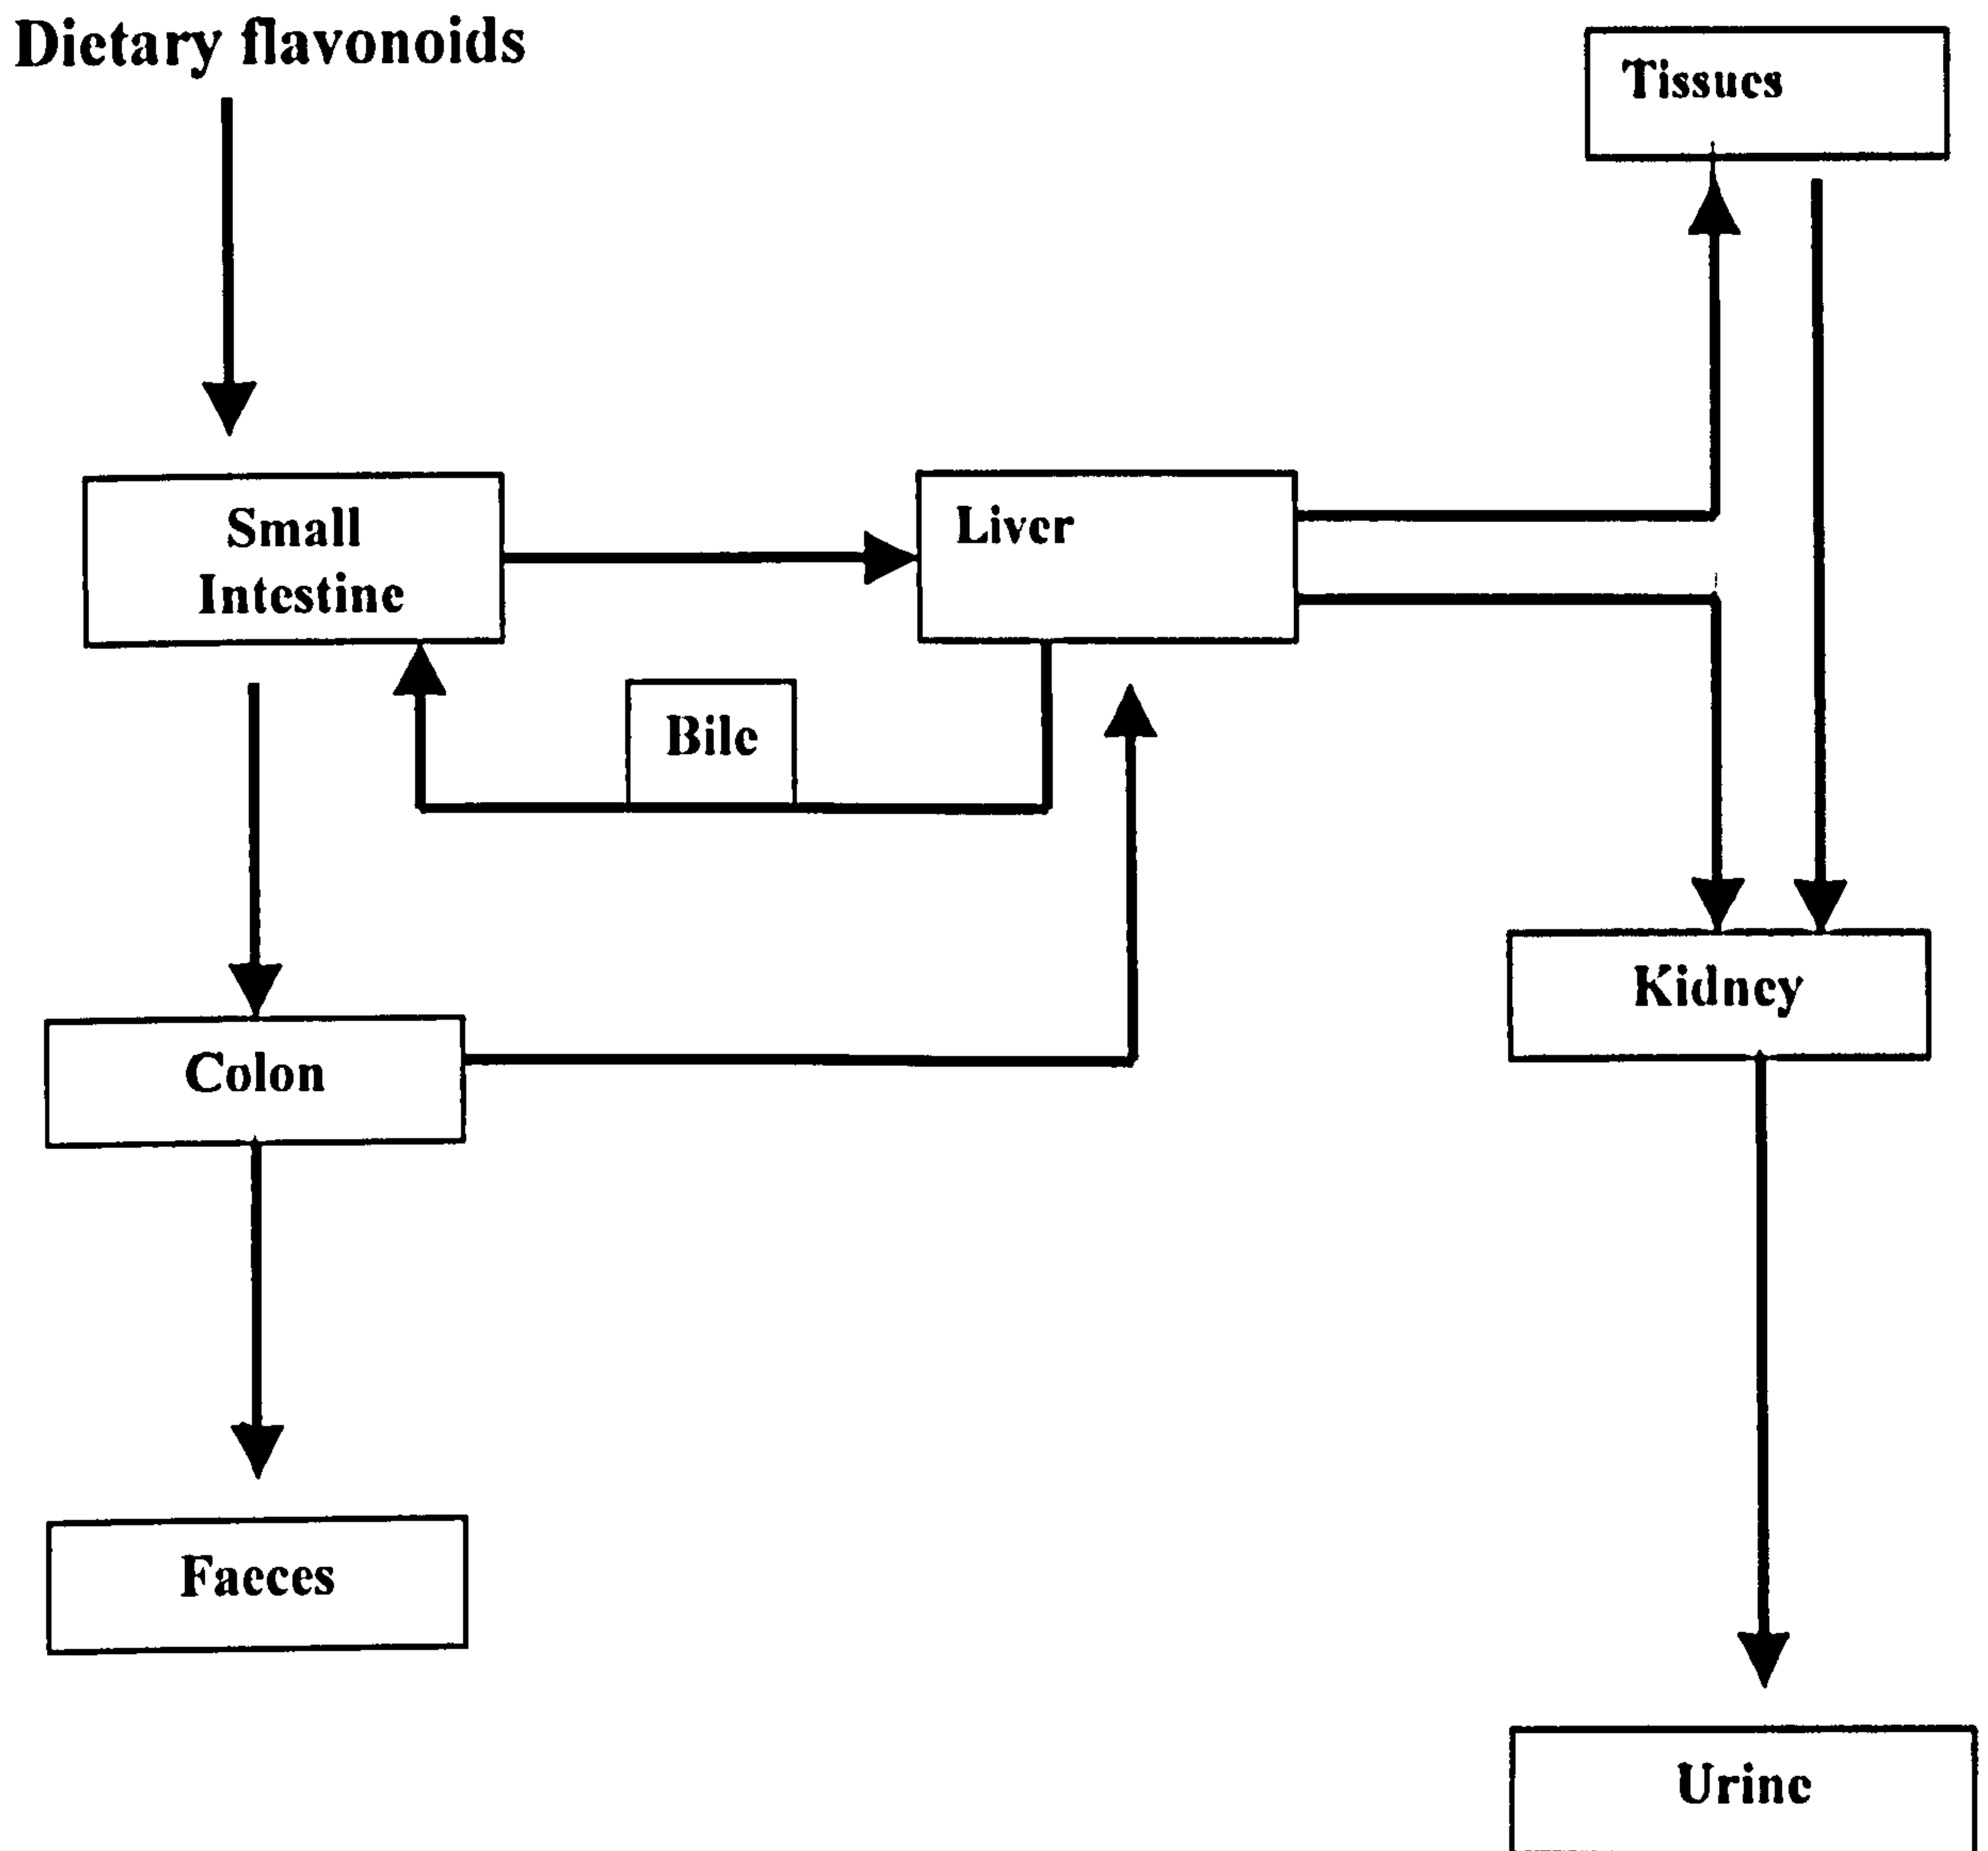 Dietary flavonoids
Tissues
Small
Intestine
Liver
Bile
Kidney
Colon
Faeces
Urine